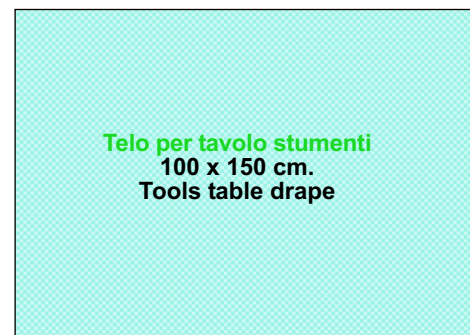 Telo per tavolo stumenti
100 x 150 cm.
Tools table drape